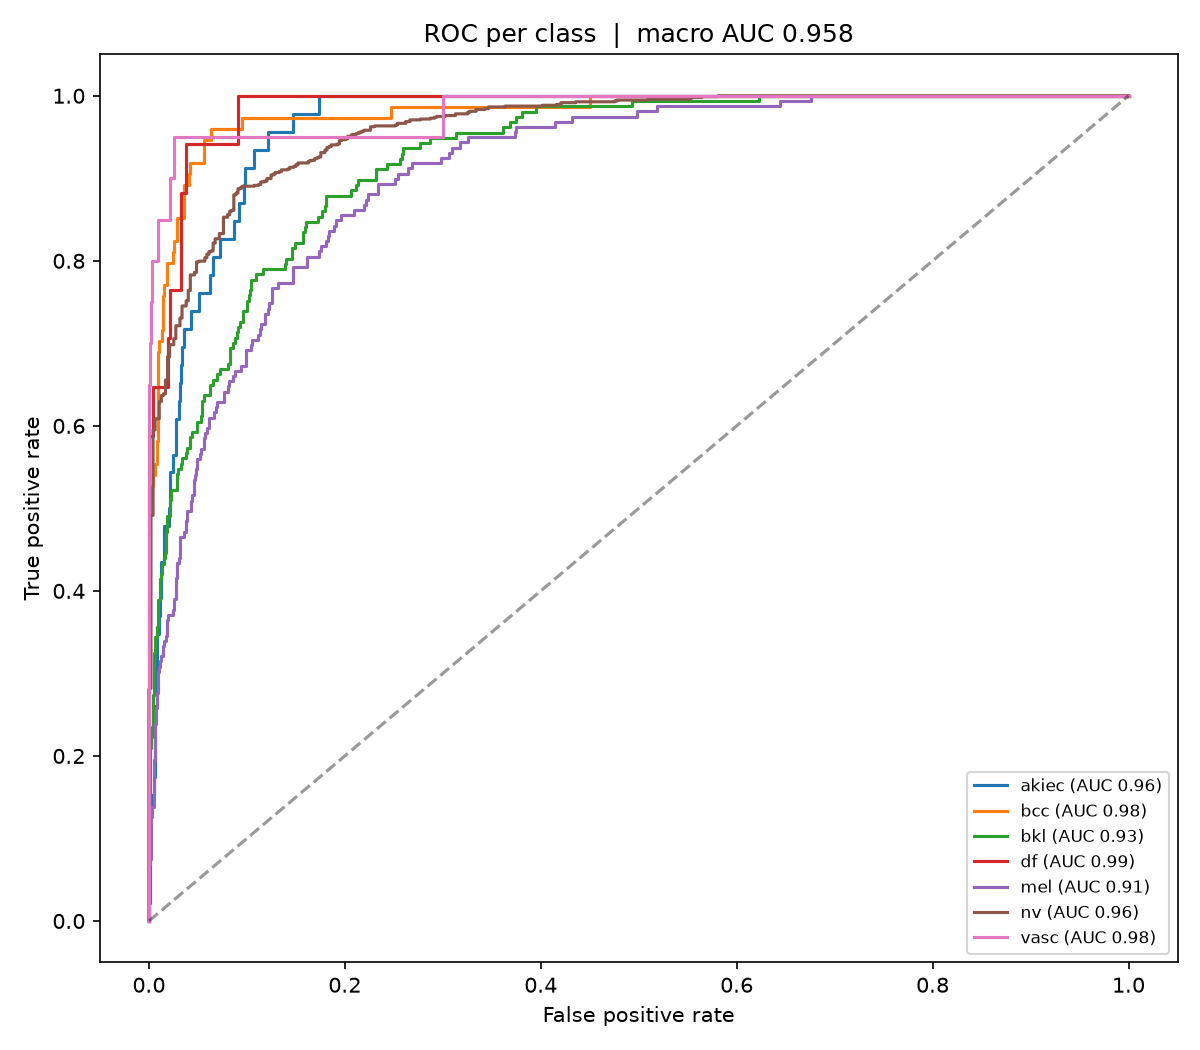 ROC per class | macro AUC 0.958
True positive rate
1.0
0.8
0.6
0.4
0.2
0.0
akiec (AUC 0.96)
bcc (AUC 0.98)
bkl (AUC 0.93)
df (AUC 0.99)
mel (AUC 0.91)
nv (AUC 0.96)
vasc (AUC 0.98)
0.0 0.2 0.4 0.6 0.8 1.0
False positive rate